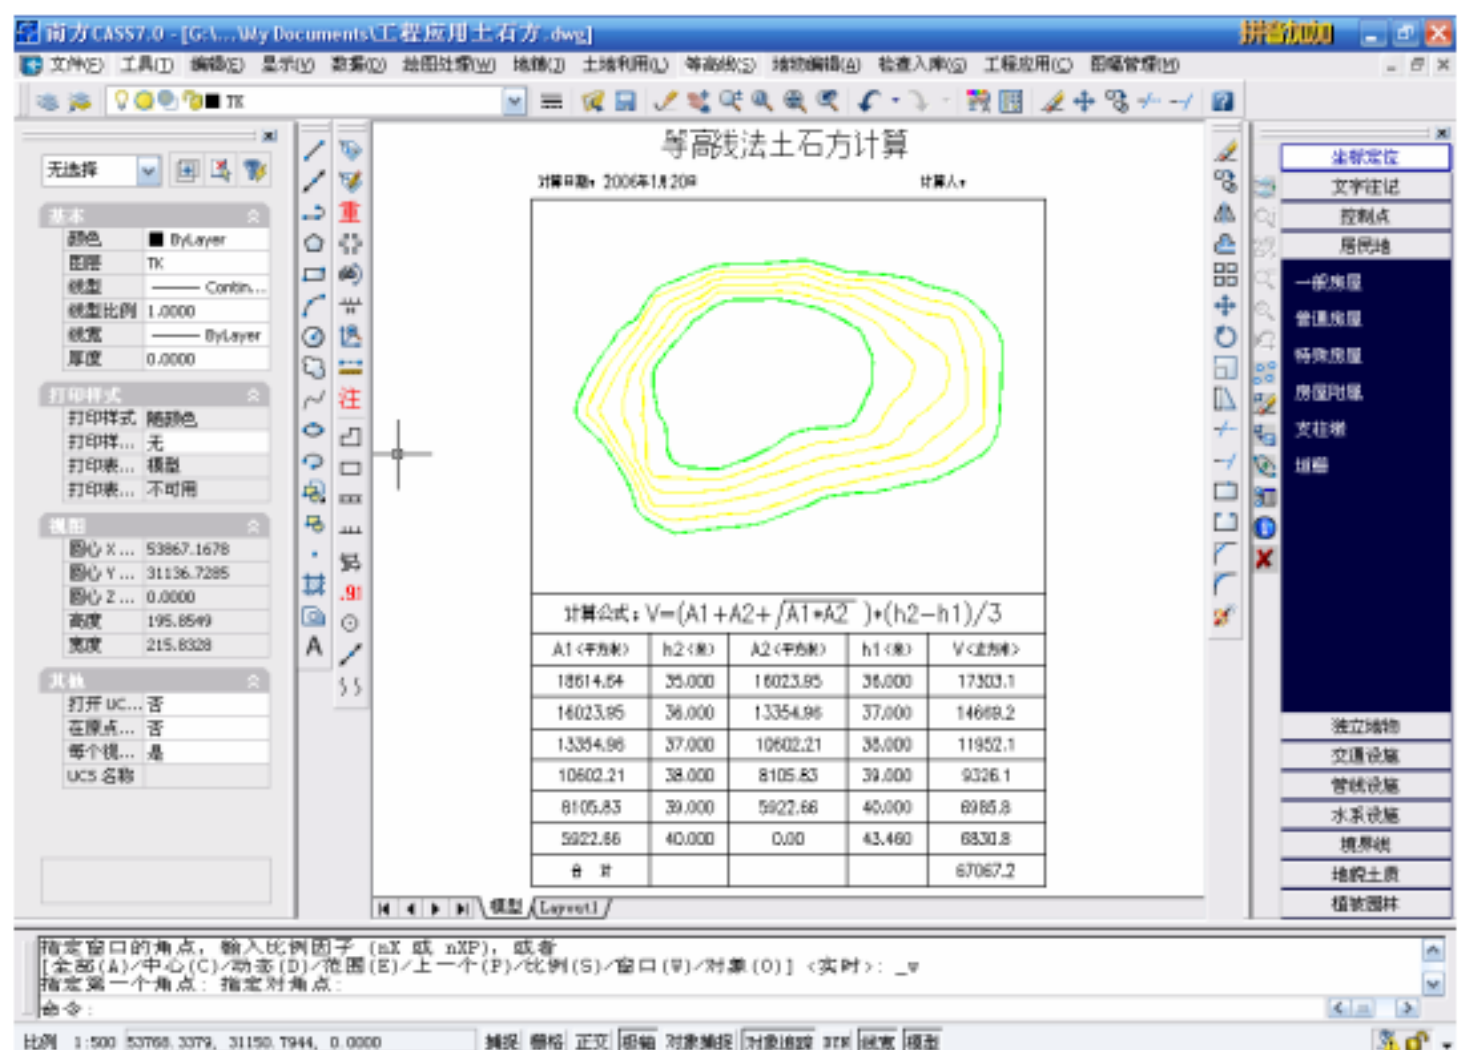 南方CASS7.0 - [G:\...\My Documents\工程应用土石方.dwg]
文件(F) 工具(T) 编辑(E) 显示(V) 数据(D) 绘图处理(W) 地籍(J) 土地利用(L) 等高线(S) 地物编辑(A) 检查入库(G) 工程应用(C) 图幅管理(M)
TK
无选择
基本
颜色 ByLayer
图层 TK
线型 Contin...
线型比例 1.0000
线宽 ByLayer
厚度 0.0000
打印样式
打印样式 随颜色
打印样... 无
打印表... 模型
打印表... 不可用
视图
圆心 X ... 53867.1678
圆心 Y ... 31136.7285
圆心 Z ... 0.0000
高度 195.8549
宽度 215.8328
其他
打开 UC... 否
在原点... 否
每个视... 是
UCS 名称
重
注
.91
A
等高线法土石方计算
计算日期: 2006年1月20日 计算人:
计算公式: V=(A1+A2+√A1*A2 )*(h2-h1)/3
A1<平方米> h2<米> A2<平方米> h1<米> V<立方米>
18614.64 35.000 16023.95 36.000 17303.1
16023.95 36.000 13354.96 37.000 14669.2
13354.96 37.000 10602.21 38.000 11952.1
10602.21 38.000 8105.83 39.000 9326.1
8105.83 39.000 5922.66 40.000 6985.8
5922.66 40.000 0.00 43.460 6830.8
合 计 67067.2
模型 Layout1
坐标定位
文字注记
控制点
居民地
一般房屋
普通房屋
特殊房屋
房屋附属
支柱墩
垣栅
独立地物
交通设施
管线设施
水系设施
境界线
地貌土质
植被园林
指定窗口的角点, 输入比例因子 (nX 或 nXP), 或者
[全部(A)/中心(C)/动态(D)/范围(E)/上一个(P)/比例(S)/窗口(W)/对象(O)] <实时>: _w
指定第一个角点: 指定对角点:
命令:
比例 1:500 53768.3379, 31150.7944, 0.0000 捕捉 栅格 正交 极轴 对象捕捉 对象追踪 DYN 线宽 模型